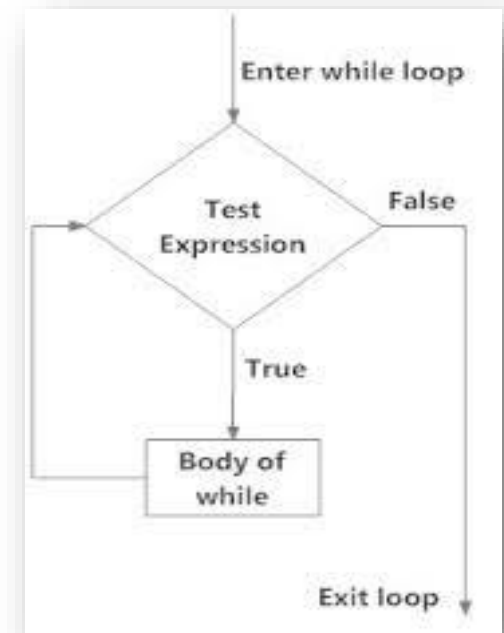 Enter while loop
Test
Expression
False
True
Body of
while
Exit loop